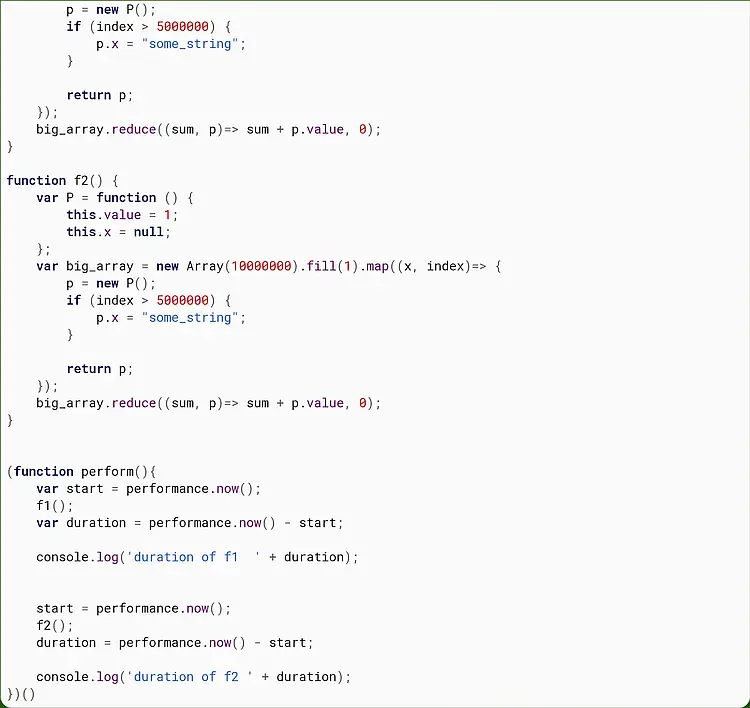 p = new P();
        if (index > 5000000) {
            p.x = "some_string";
        }

        return p;
    });
    big_array.reduce((sum, p)=> sum + p.value, 0);
}

function f2() {
    var P = function () {
        this.value = 1;
        this.x = null;
    };
    var big_array = new Array(10000000).fill(1).map((x, index)=> {
        p = new P();
        if (index > 5000000) {
            p.x = "some_string";
        }

        return p;
    });
    big_array.reduce((sum, p)=> sum + p.value, 0);
}


(function perform(){
    var start = performance.now();
    f1();
    var duration = performance.now() - start;

    console.log('duration of f1  ' + duration);


    start = performance.now();
    f2();
    duration = performance.now() - start;

    console.log('duration of f2 ' + duration);
})()